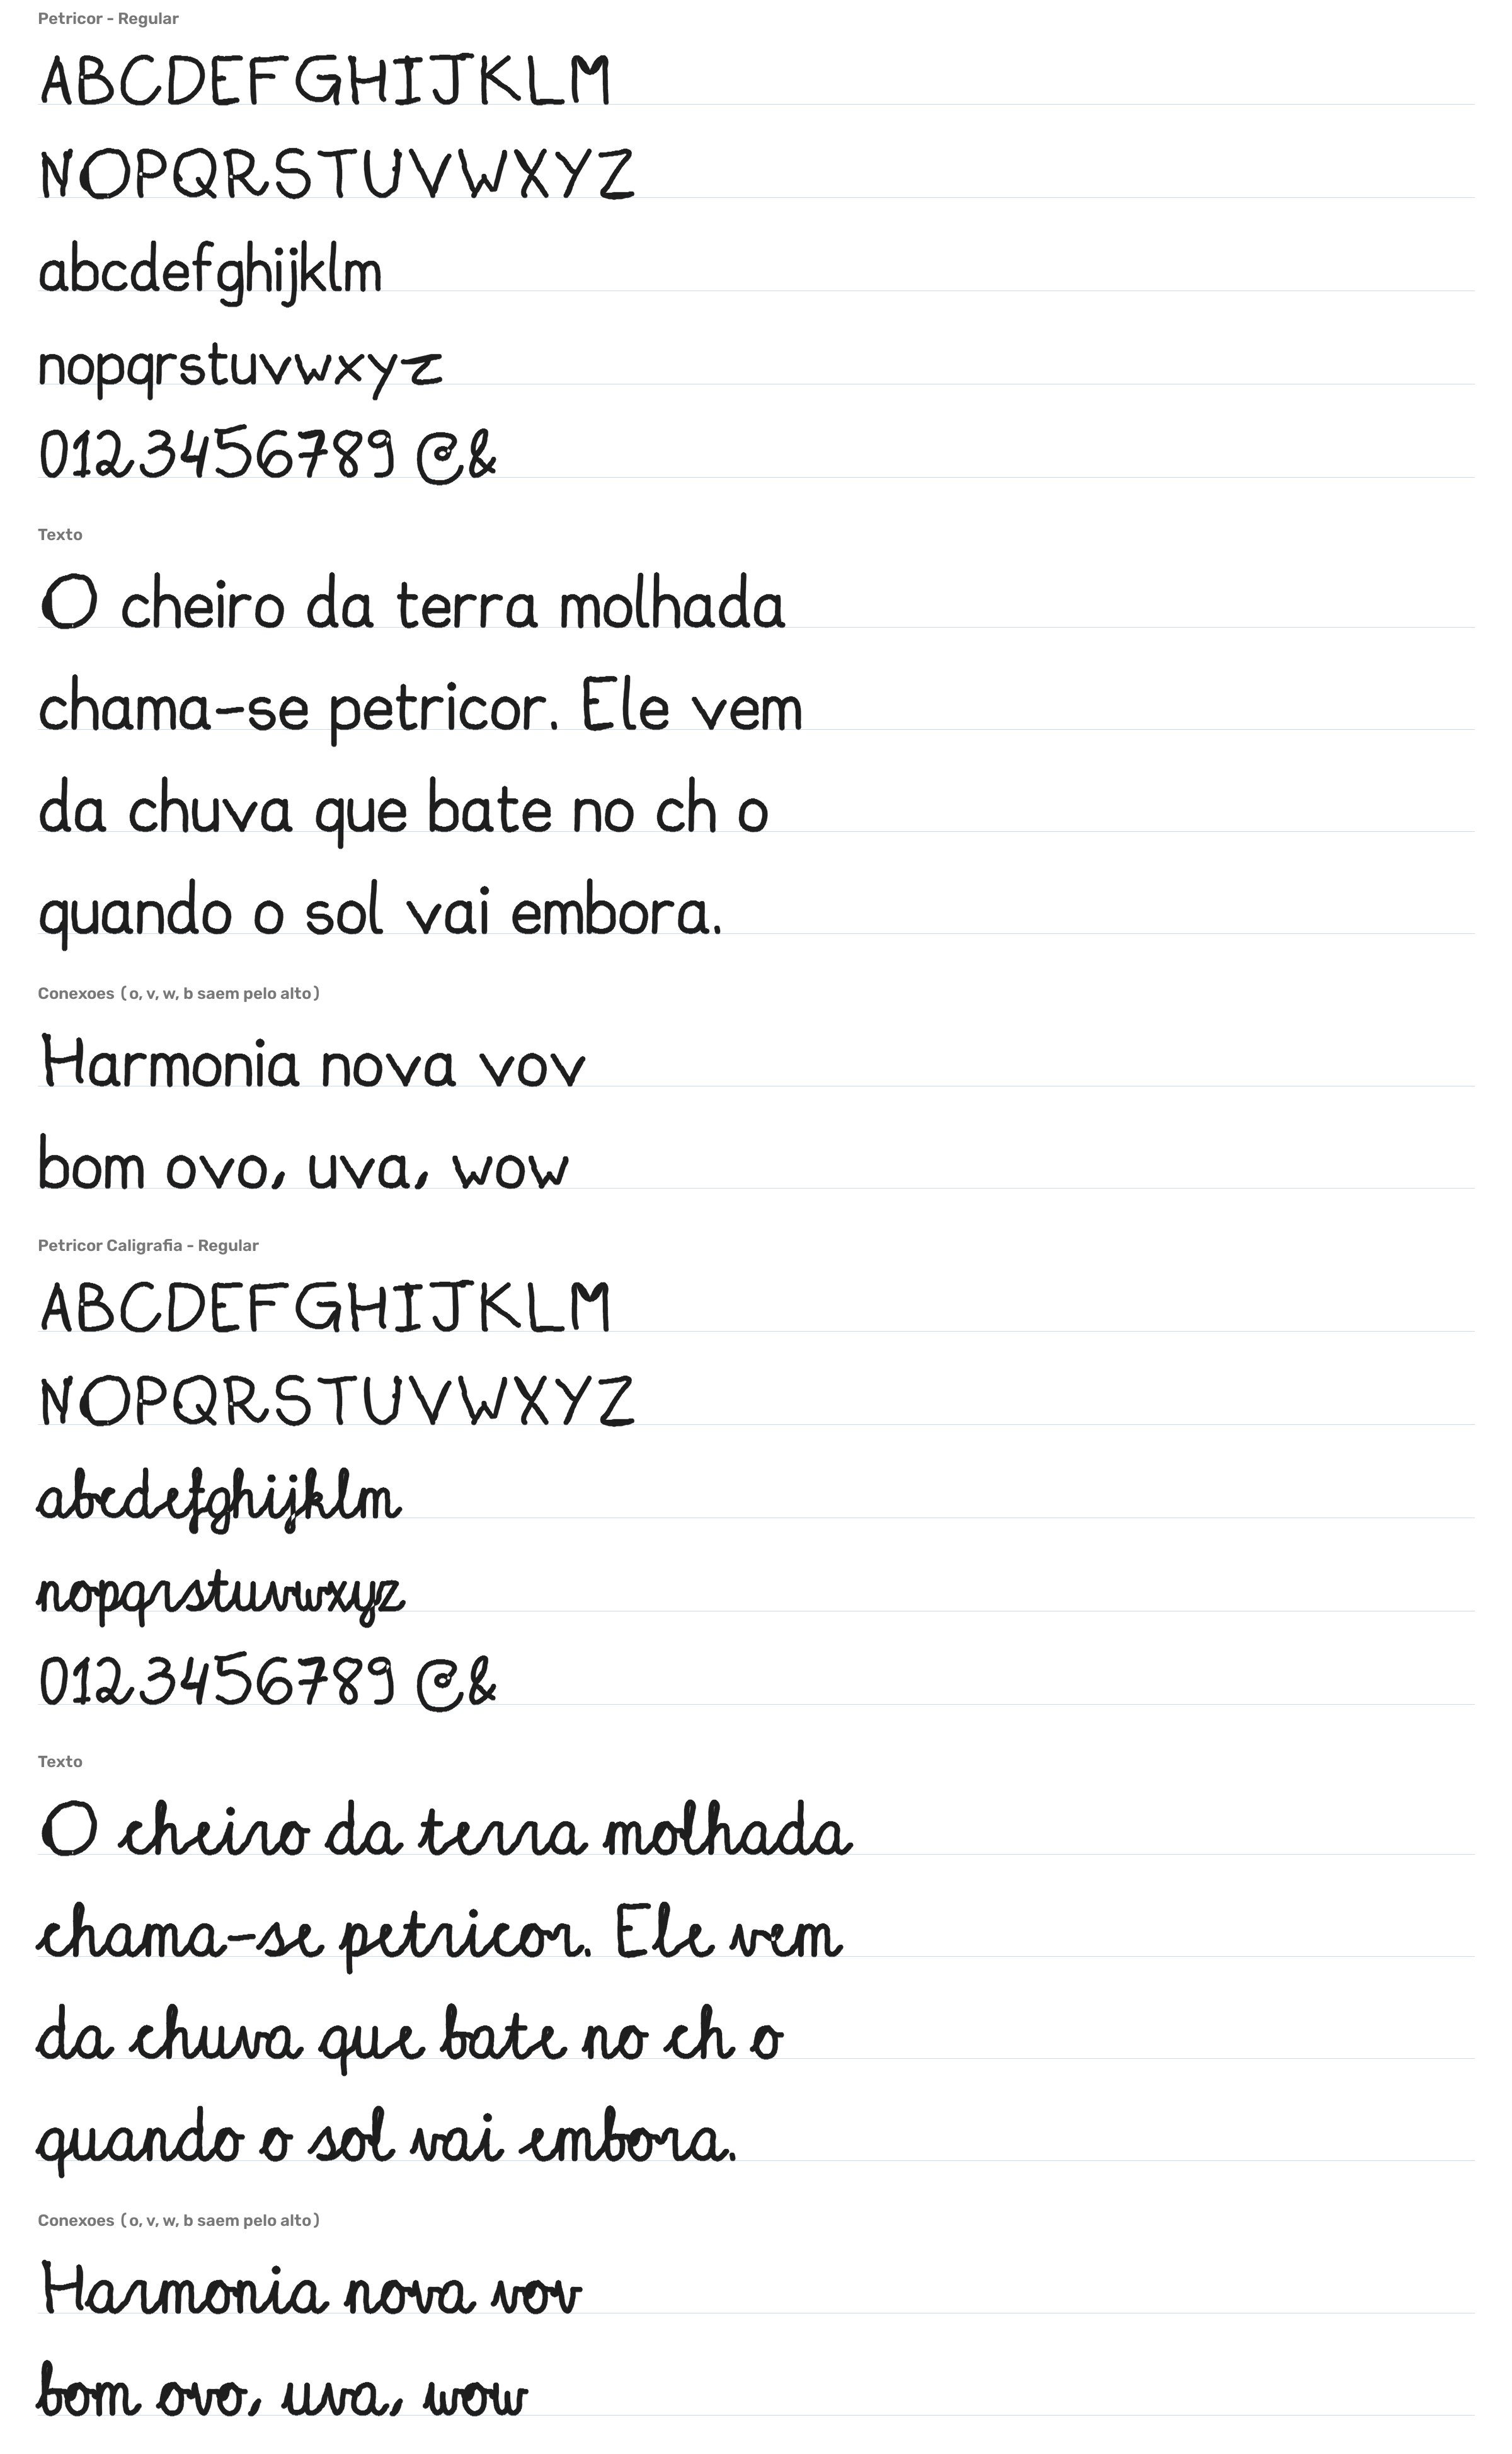 Petricor - Regular
ABCDEFGHIJKLM
NOPQRSTUVWXYZ
abcdefghijklm
nopqrstuvwxyz
0123456789 @&
Texto
O cheiro da terra molhada
chama-se petricor. Ele vem
da chuva que bate no ch o
quando o sol vai embora.
Conexoes (o, v, w, b saem pelo alto)
Harmonia nova vov
bom ovo, uva, wow
Petricor Caligrafia - Regular
ABCDEFGHIJKLM
NOPQRSTUVWXYZ
abcdefghijklm
nopqrstuvwxyz
0123456789 @&
Texto
O cheiro da terra molhada
chama-se petricor. Ele vem
da chuva que bate no ch o
quando o sol vai embora.
Conexoes (o, v, w, b saem pelo alto)
Harmonia nova vov
bom ovo, uva, wow